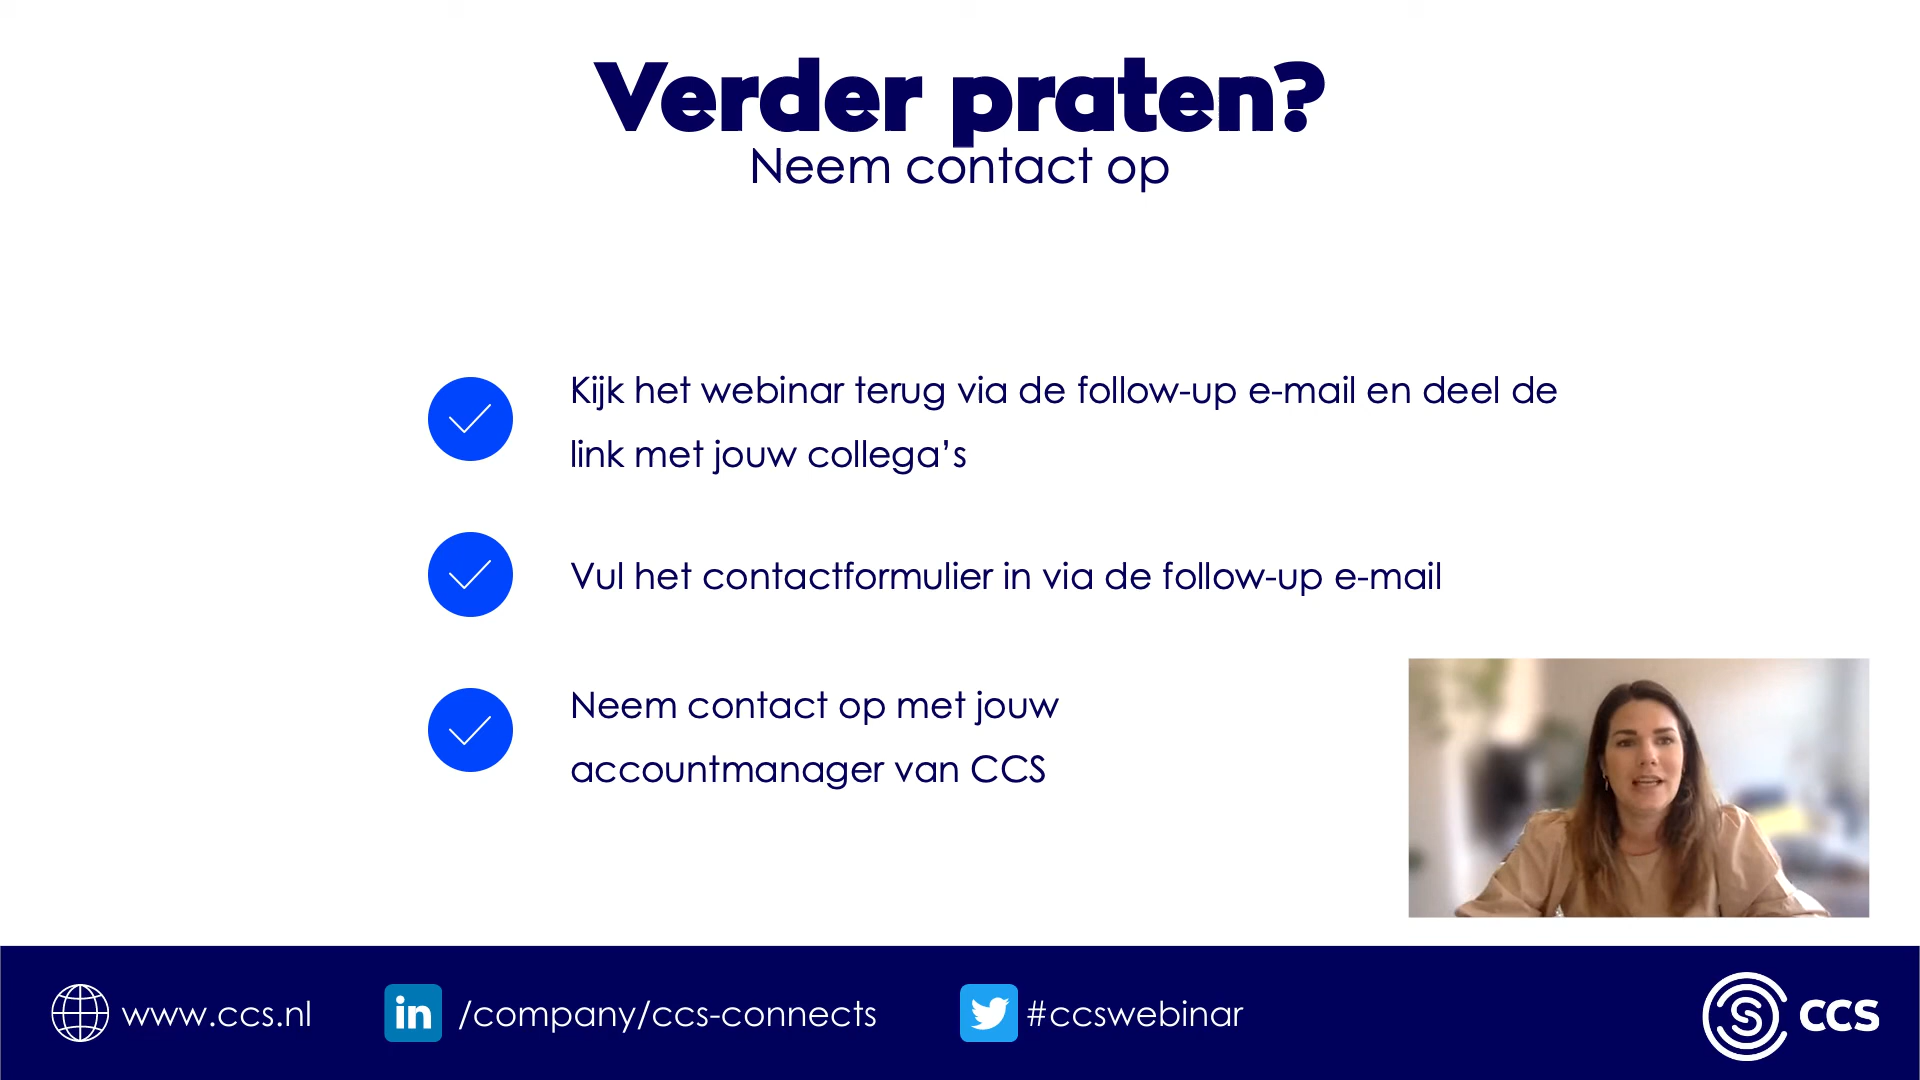 Verder praten?
Neem contact op
Kijk het webinar terug via de follow-up e-mail en deel de
link met jouw collega’s
Vul het contactformulier in via de follow-up e-mail
Neem contact op met jouw
accountmanager van CCS
www.ccs.nl
in /company/ccs-connects
#ccswebinar
CCS